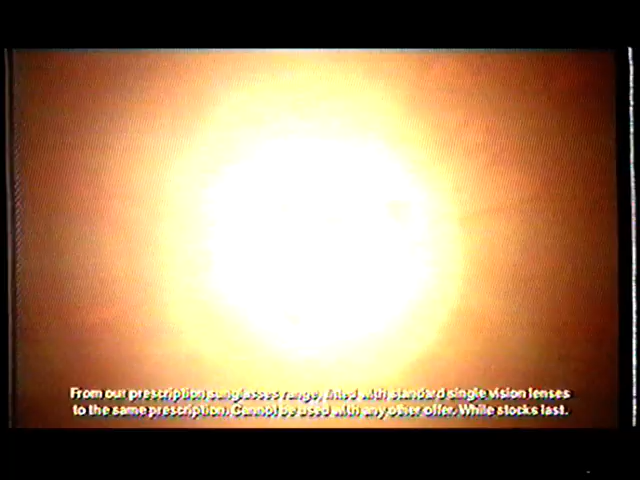 From our prescription sunglasses range, fitted with standard single vision lenses
to the same prescription. Cannot be used with any other offer. While stocks last.